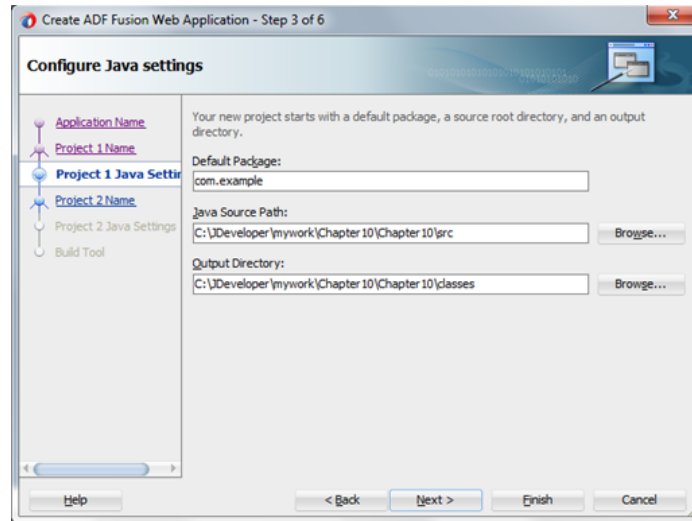 Create ADF Fusion Web Application - Step 3 of 6
Configure Java settings
Application Name
Project 1 Name
Project 1 Java Settin
Project 2 Name
Project 2 Java Settings
Build Tool
Your new project starts with a default package, a source root directory, and an output
directory.
Default Package:
com.example
Java Source Path:
C:\JDeveloper\mywork\Chapter10\Chapter10\src
Browse...
Output Directory:
C:\JDeveloper\mywork\Chapter10\Chapter10\classes
Browse...
Help
< Back
Next >
Finish
Cancel